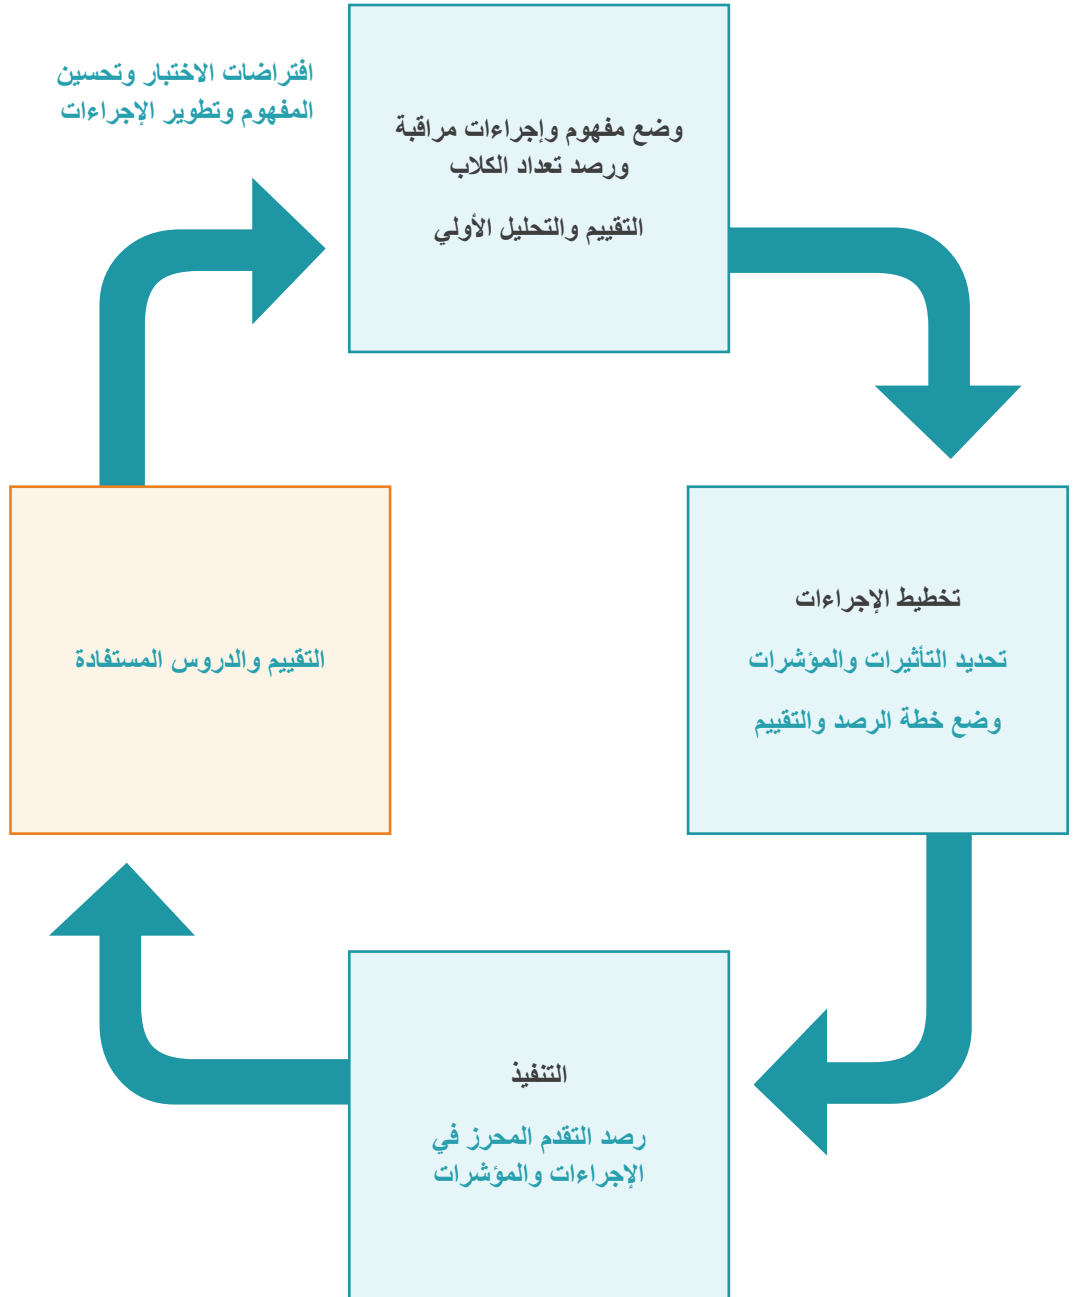 افتراضات الاختبار وتحسين
المفهوم وتطوير الإجراءات
وضع مفهوم وإجراءات مراقبة
ورصد تعداد الكلاب
التقييم والتحليل الأولي
تخطيط الإجراءات
تحديد التأثيرات والمؤشرات
وضع خطة الرصد والتقييم
التنفيذ
رصد التقدم المحرز في
الإجراءات والمؤشرات
التقييم والدروس المستفادة